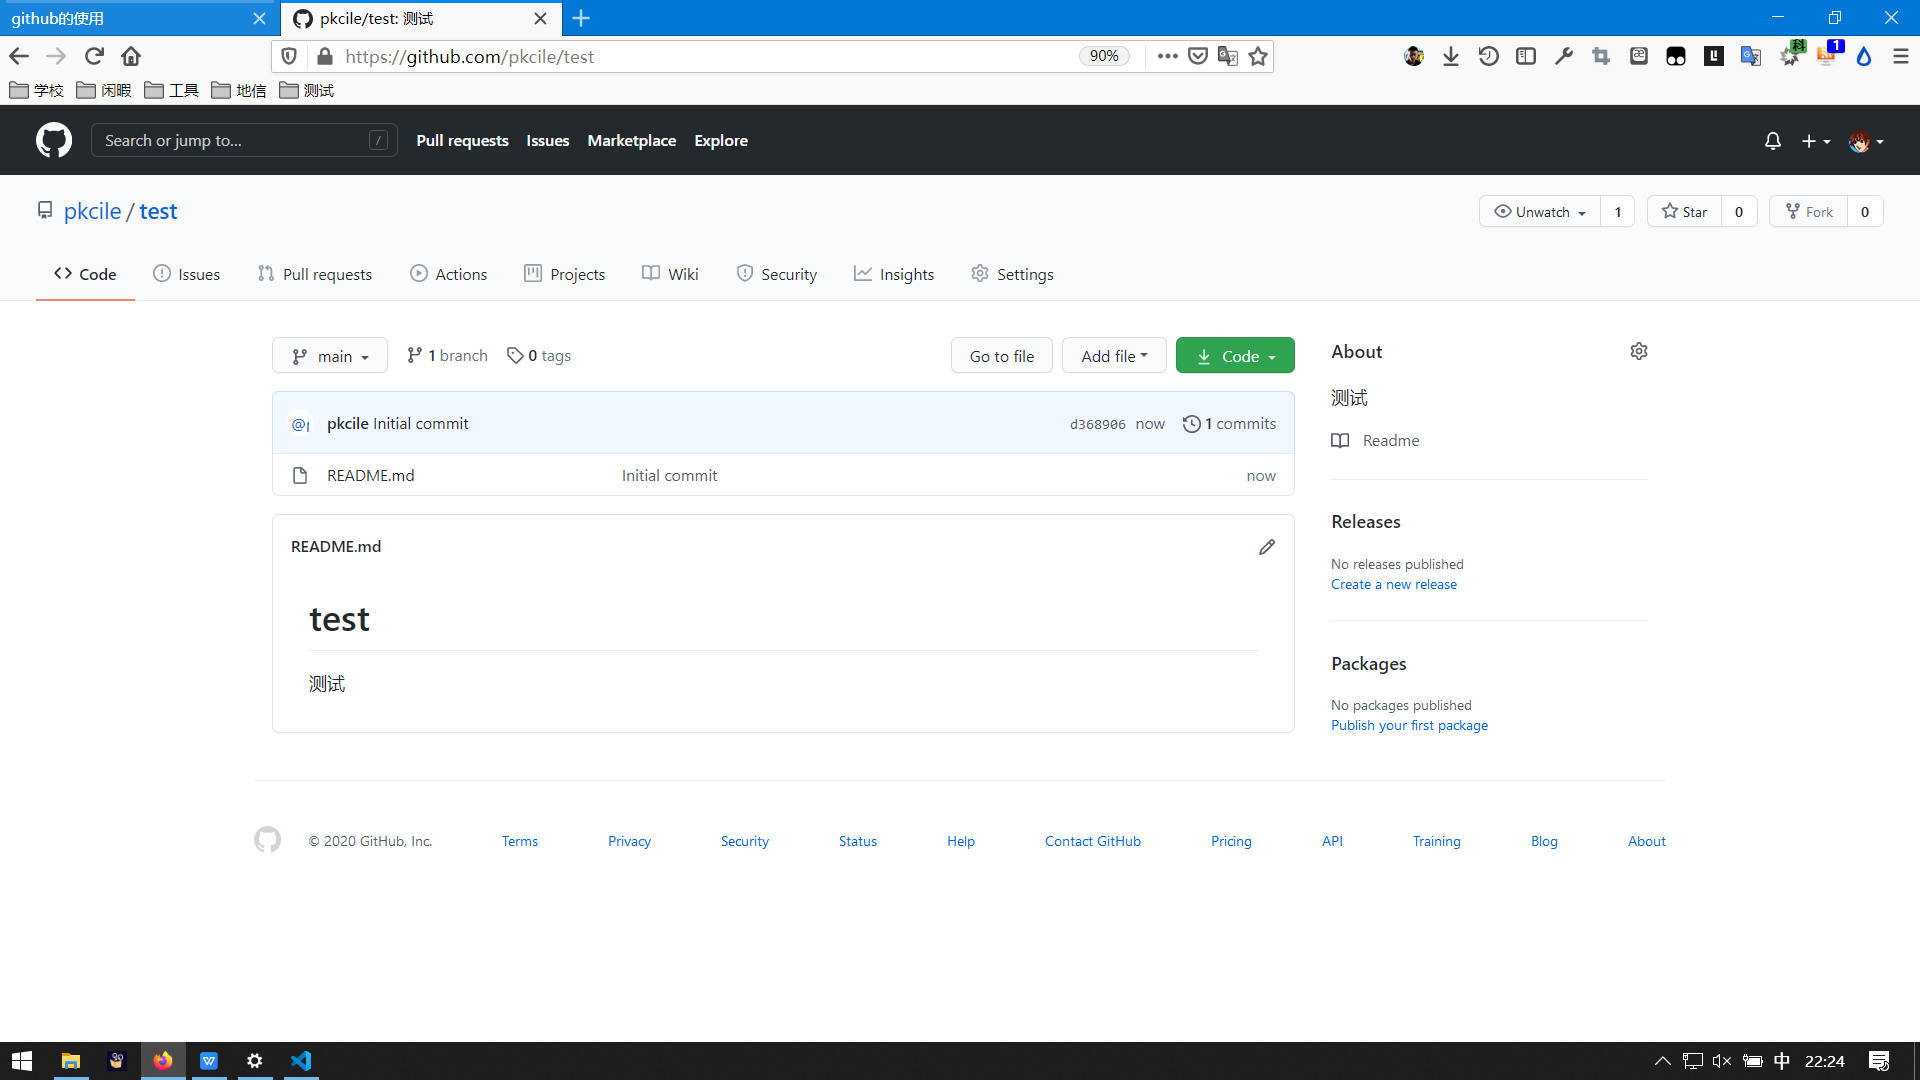 github的使用
pkcile/test: 测试
https://github.com/pkcile/test
90%
科
1
学校 闲暇 工具 地信 测试
Search or jump to... /
Pull requests Issues Marketplace Explore
pkcile / test
Unwatch 1 Star 0 Fork 0
Code Issues Pull requests Actions Projects Wiki Security Insights Settings
main 1 branch 0 tags Go to file Add file Code
@p pkcile Initial commit d368906 now 1 commits
README.md Initial commit now
README.md
test
测试
About
测试
Readme
Releases
No releases published
Create a new release
Packages
No packages published
Publish your first package
© 2020 GitHub, Inc. Terms Privacy Security Status Help Contact GitHub Pricing API Training Blog About
中 22:24